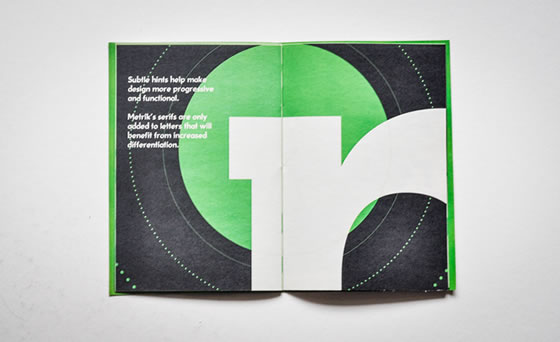 Subtle hints help make
design more progressive
and functional.
Metrik's serifs are only
added to letters that will
benefit from increased
differentiation.
r